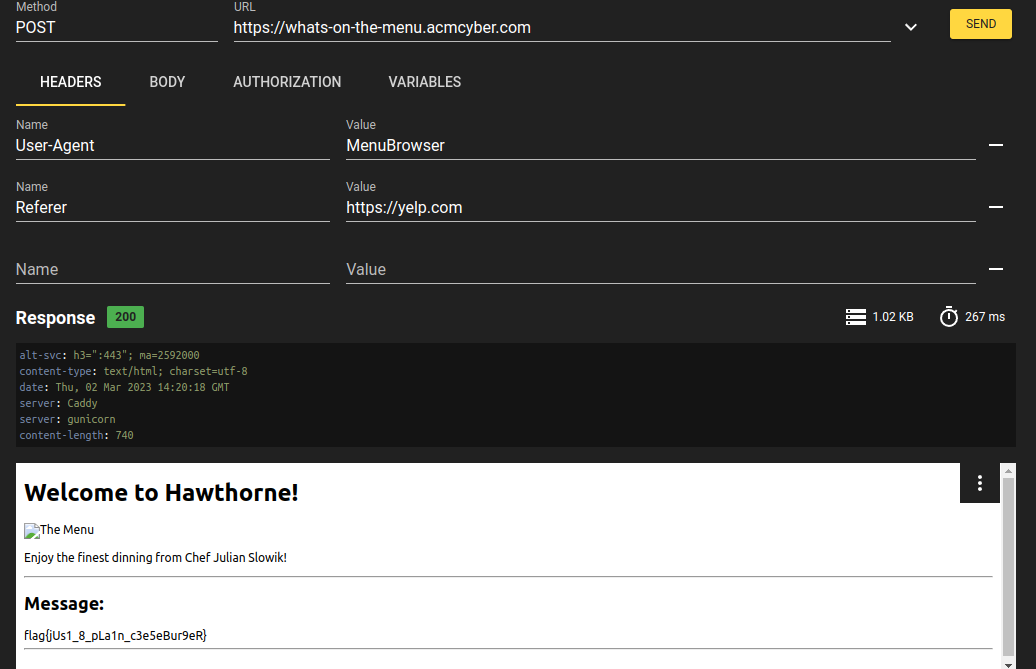 Method URL
POST https://whats-on-the-menu.acmcyber.com SEND
HEADERS BODY AUTHORIZATION VARIABLES
Name Value
User-Agent MenuBrowser
Name Value
Referer https://yelp.com
Name Value
Response 200 1.02 KB 267 ms
alt-svc: h3=":443"; ma=2592000
content-type: text/html; charset=utf-8
date: Thu, 02 Mar 2023 14:20:18 GMT
server: Caddy
server: gunicorn
content-length: 740
Welcome to Hawthorne!
The Menu
Enjoy the finest dinning from Chef Julian Slowik!
Message:
flag{jUs1_8_pLa1n_c3e5eBur9eR}